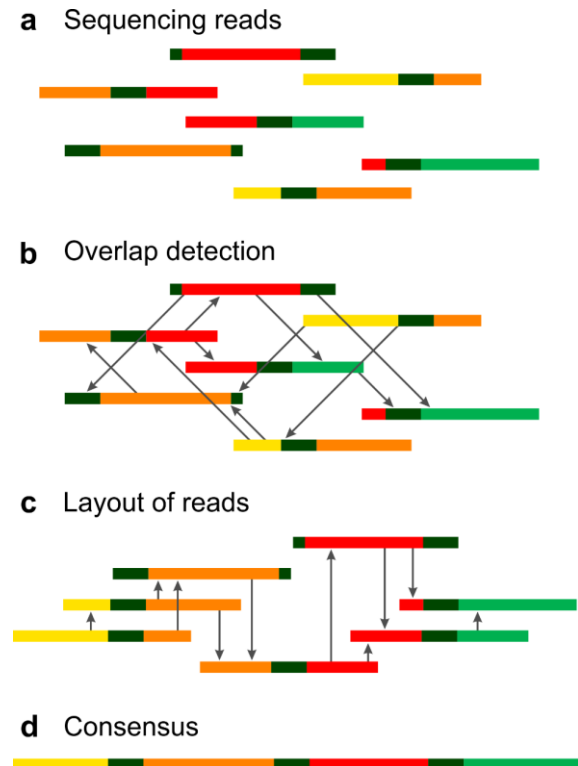 a Sequencing reads
b Overlap detection
c Layout of reads
d Consensus